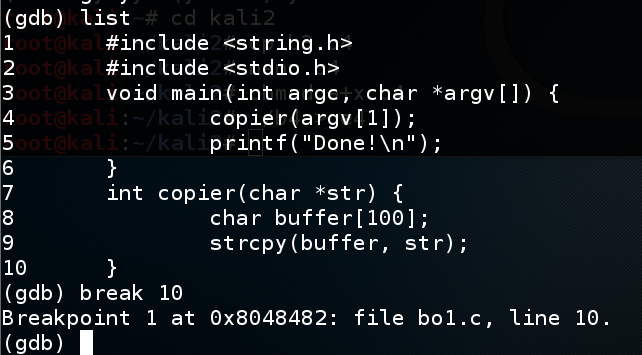 (gdb) list
1 #include <string.h>
2 #include <stdio.h>
3 void main(int argc, char *argv[]) {
4 copier(argv[1]);
5 printf("Done!\n");
6 }
7 int copier(char *str) {
8 char buffer[100];
9 strcpy(buffer, str);
10 }
(gdb) break 10
Breakpoint 1 at 0x8048482: file bo1.c, line 10.
(gdb)